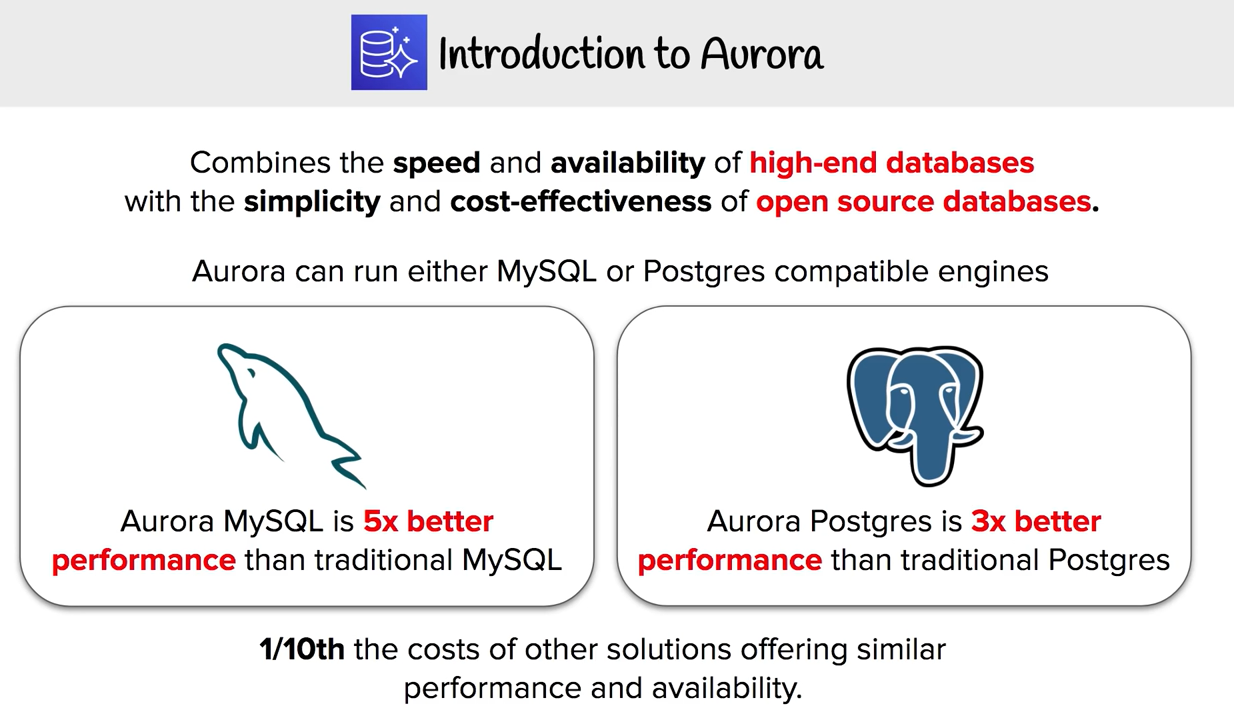 Introduction to Aurora
Combines the speed and availability of high-end databases
with the simplicity and cost-effectiveness of open source databases.
Aurora can run either MySQL or Postgres compatible engines
Aurora MySQL is 5x better
performance than traditional MySQL
Aurora Postgres is 3x better
performance than traditional Postgres
1/10th the costs of other solutions offering similar
performance and availability.